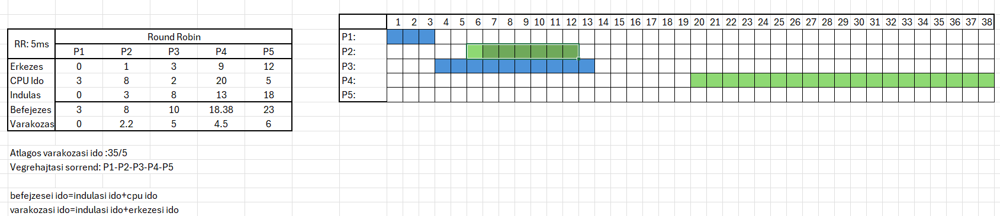 1 2 3 4 5 6 7 8 9 10 11 12 13 14 15 16 17 18 19 20 21 22 23 24 25 26 27 28 29 30 31 32 33 34 35 36 37 38
RR: 5ms Round Robin
P1 P2 P3 P4 P5
Erkezes 0 1 3 9 12
CPU Ido 3 8 2 20 5
Indulas 0 3 8 13 18
Befejezes 3 8 10 18.38 23
Varakozas 0 2.2 5 4.5 6
P1:
P2:
P3:
P4:
P5:
Atlagos varakozasi ido :35/5
Vegrehajtasi sorrend: P1-P2-P3-P4-P5
befejzesei ido=indulasi ido+cpu ido
varakozasi ido=indulasi ido+erkezesi ido